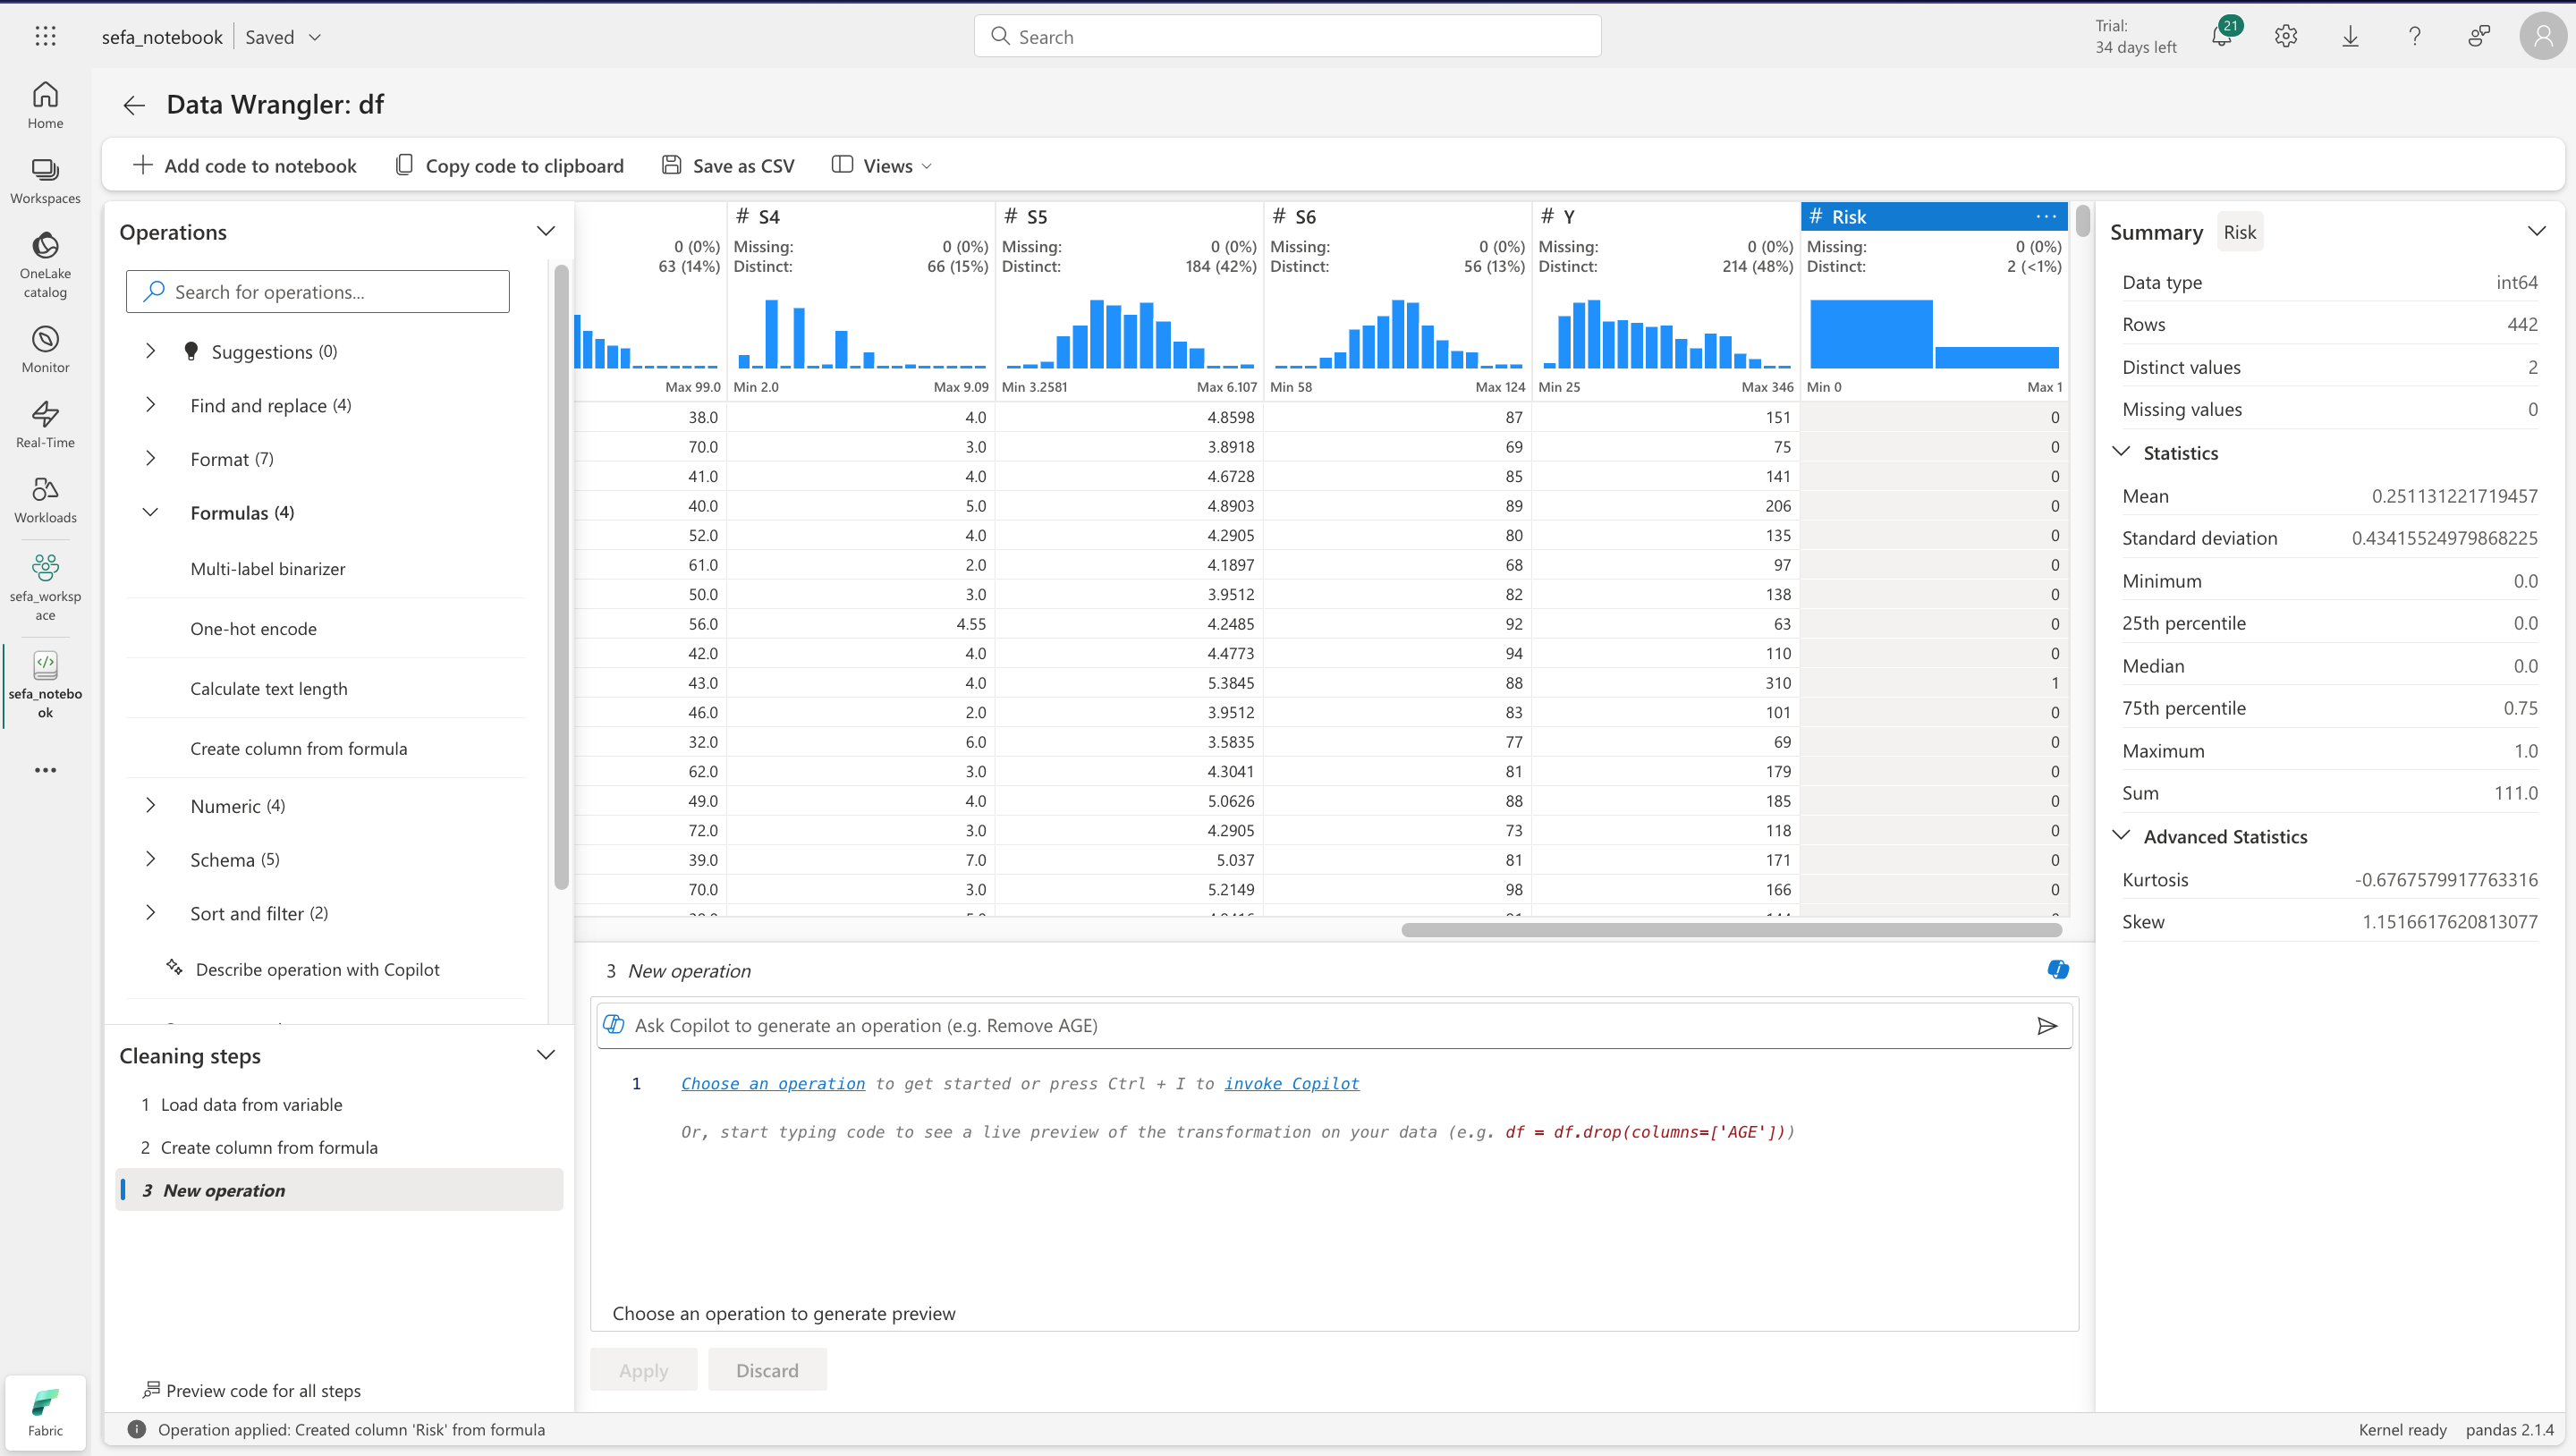 sefa_notebook | Saved
Search
Trial:
34 days left
21
Home
Workspaces
OneLake
catalog
Monitor
Real-Time
Workloads
sefa_worksp
ace
sefa_notebo
ok
Fabric
Data Wrangler: df
Add code to notebook
Copy code to clipboard
Save as CSV
Views
Operations
Search for operations...
Suggestions (0)
Find and replace (4)
Format (7)
Formulas (4)
Multi-label binarizer
One-hot encode
Calculate text length
Create column from formula
Numeric (4)
Schema (5)
Sort and filter (2)
Describe operation with Copilot
Cleaning steps
1 Load data from variable
2 Create column from formula
3 New operation
Preview code for all steps
# S4 # S5 # S6 # Y # Risk ...
0 (0%) Missing: 0 (0%) Missing: 0 (0%) Missing: 0 (0%) Missing: 0 (0%) Missing: 0 (0%)
63 (14%) Distinct: 66 (15%) Distinct: 184 (42%) Distinct: 56 (13%) Distinct: 214 (48%) Distinct: 2 (<1%)
Max 99.0 Min 2.0 Max 9.09 Min 3.2581 Max 6.107 Min 58 Max 124 Min 25 Max 346 Min 0 Max 1
38.0 4.0 4.8598 87 151 0
70.0 3.0 3.8918 69 75 0
41.0 4.0 4.6728 85 141 0
40.0 5.0 4.8903 89 206 0
52.0 4.0 4.2905 80 135 0
61.0 2.0 4.1897 68 97 0
50.0 3.0 3.9512 82 138 0
56.0 4.55 4.2485 92 63 0
42.0 4.0 4.4773 94 110 0
43.0 4.0 5.3845 88 310 1
46.0 2.0 3.9512 83 101 0
32.0 6.0 3.5835 77 69 0
62.0 3.0 4.3041 81 179 0
49.0 4.0 5.0626 88 185 0
72.0 3.0 4.2905 73 118 0
39.0 7.0 5.037 81 171 0
70.0 3.0 5.2149 98 166 0
3 New operation
Ask Copilot to generate an operation (e.g. Remove AGE)
1 Choose an operation to get started or press Ctrl + I to invoke Copilot
Or, start typing code to see a live preview of the transformation on your data (e.g. df = df.drop(columns=['AGE']))
Choose an operation to generate preview
Apply
Discard
Summary Risk
Data type int64
Rows 442
Distinct values 2
Missing values 0
Statistics
Mean 0.251131221719457
Standard deviation 0.43415524979868225
Minimum 0.0
25th percentile 0.0
Median 0.0
75th percentile 0.75
Maximum 1.0
Sum 111.0
Advanced Statistics
Kurtosis -0.6767579917763316
Skew 1.1516617620813077
Operation applied: Created column 'Risk' from formula
Kernel ready
pandas 2.1.4